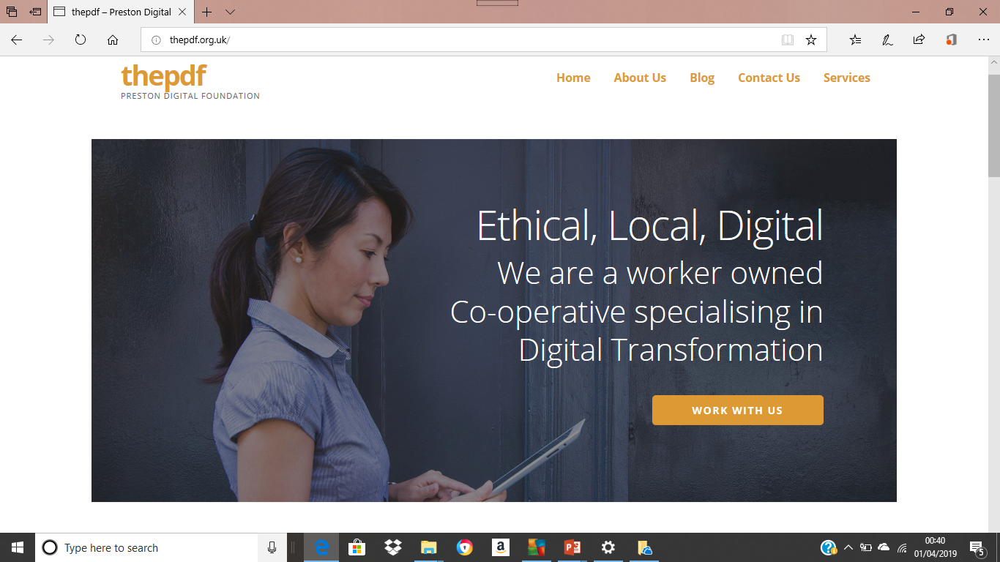 thepdf – Preston Digital
thepdf.org.uk/
thepdf
PRESTON DIGITAL FOUNDATION
Home About Us Blog Contact Us Services
Ethical, Local, Digital
We are a worker owned
Co-operative specialising in
Digital Transformation
WORK WITH US
Type here to search
00:40
01/04/2019
5